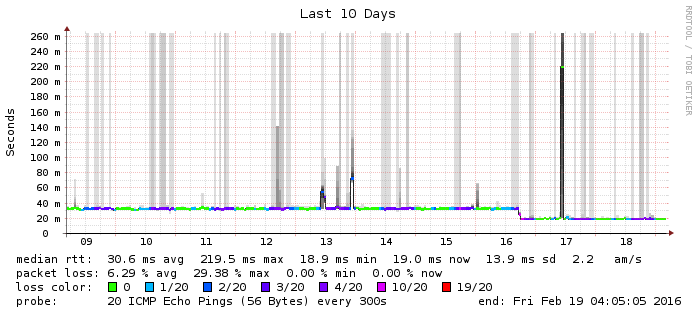 Last 10 Days
RRDTOOL / TOBI OETIKER
Seconds
260 m
240 m
220 m
200 m
180 m
160 m
140 m
120 m
100 m
80 m
60 m
40 m
20 m
0
09 10 11 12 13 14 15 16 17 18
median rtt: 30.6 ms avg 219.5 ms max 18.9 ms min 19.0 ms now 13.9 ms sd 2.2 am/s
packet loss: 6.29 % avg 29.38 % max 0.00 % min 0.00 % now
loss color: 0 1/20 2/20 3/20 4/20 10/20 19/20
probe: 20 ICMP Echo Pings (56 Bytes) every 300s end: Fri Feb 19 04:05:05 2016